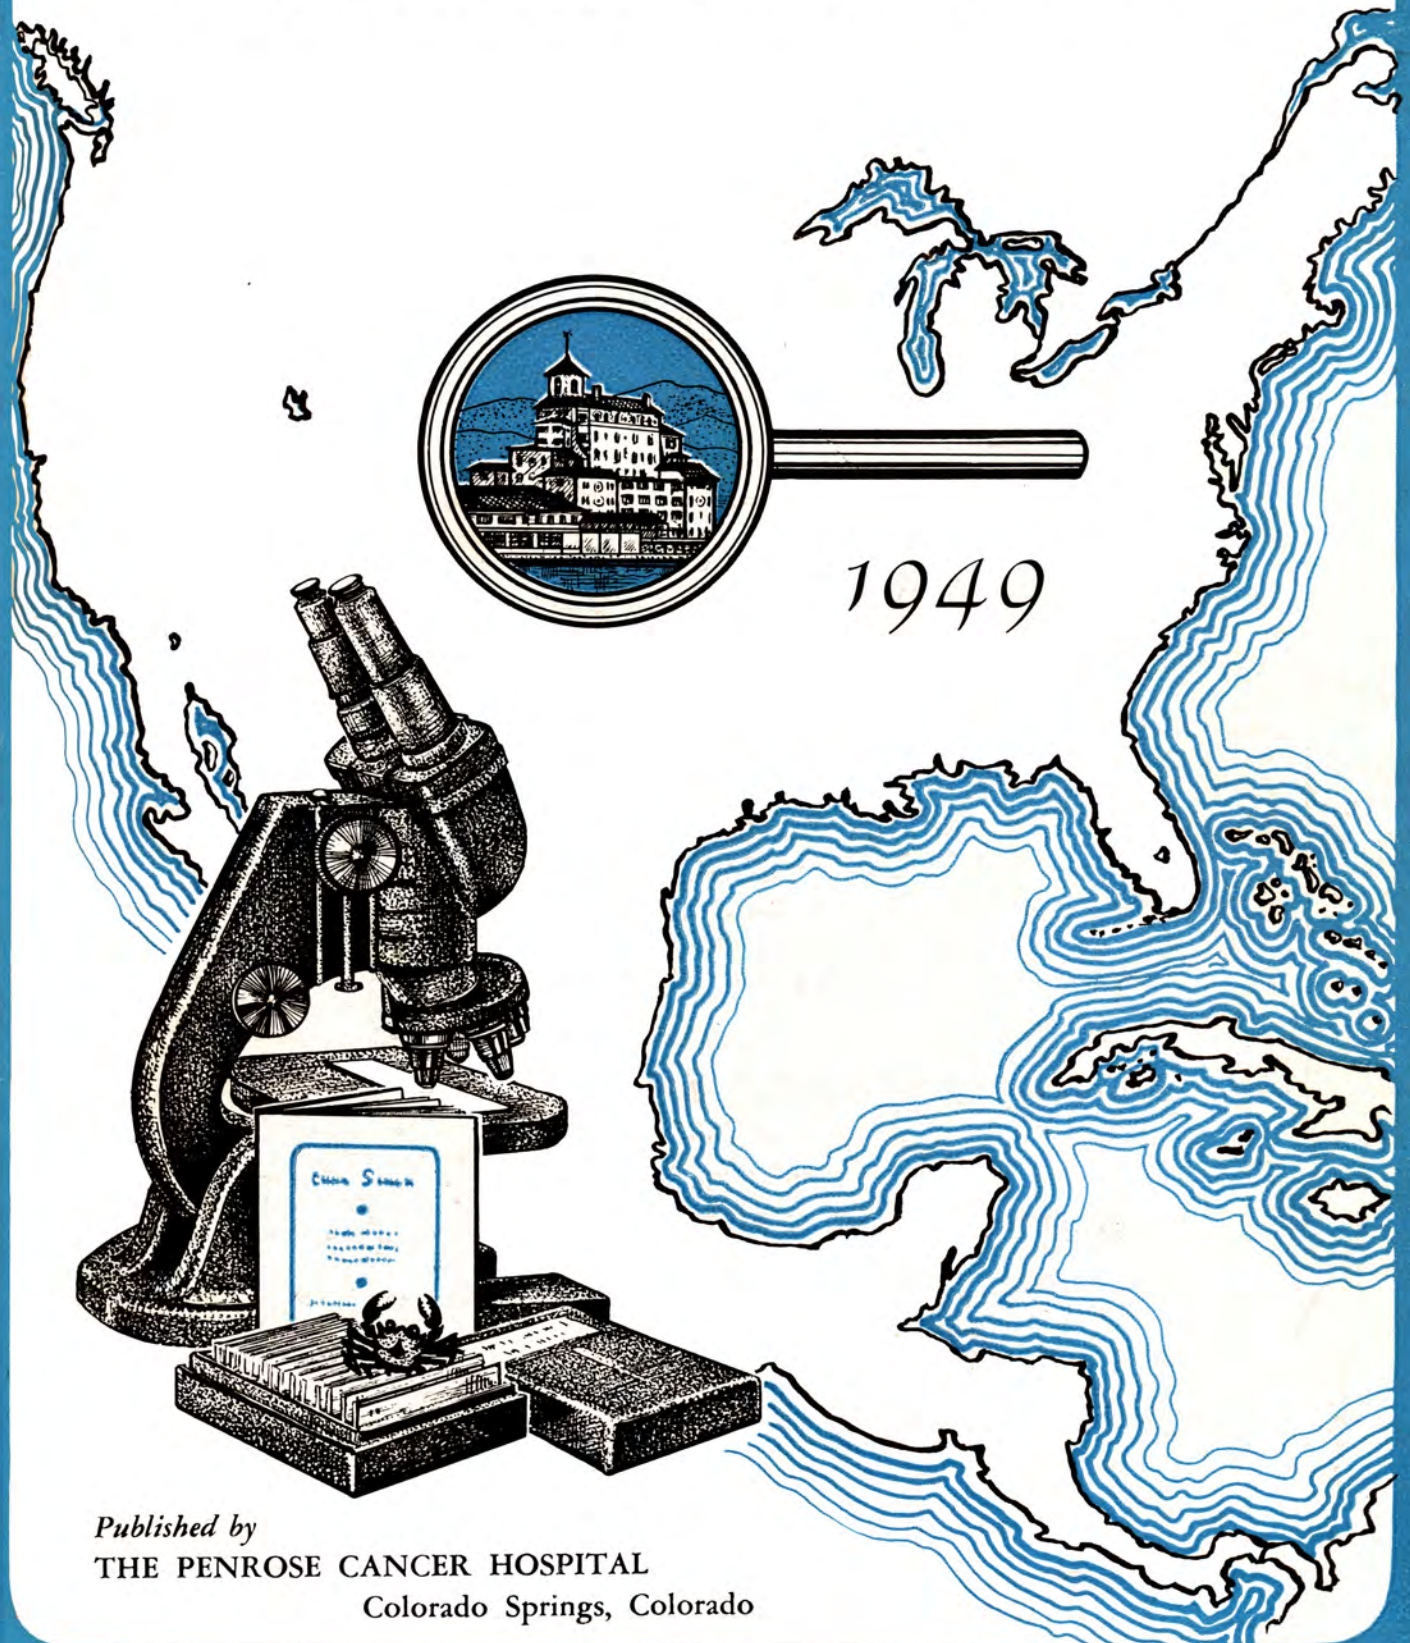 1949
Published by
THE PENROSE CANCER HOSPITAL
Colorado Springs, Colorado